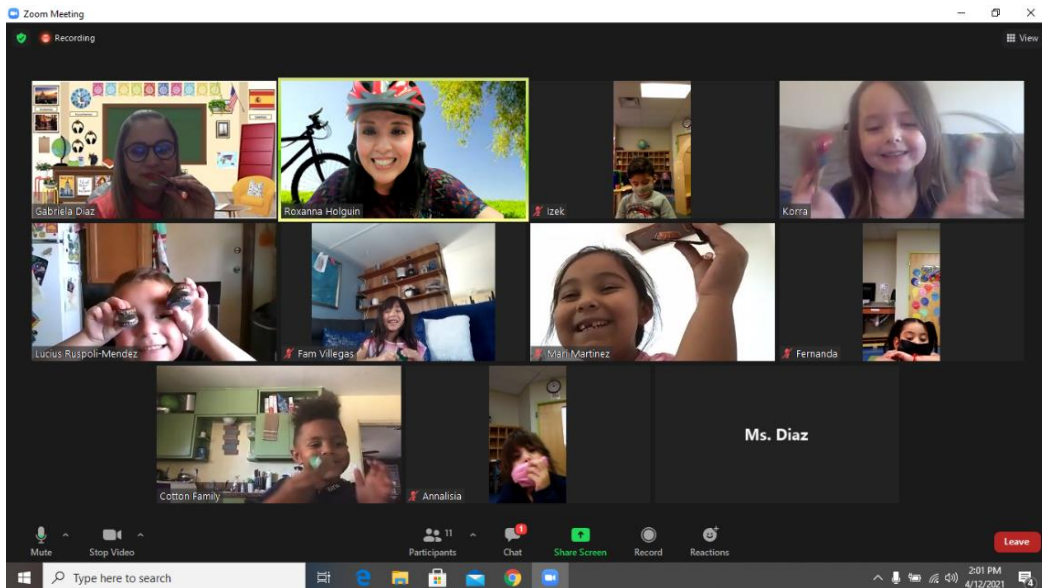 Zoom Meeting
Recording
View
Gabriela Diaz
Roxanna Holguin
Izek
Korra
Lucius Ruspoli-Mendez
Fam Villegas
Mari Martinez
Fernanda
Cotton Family
Annalisia
Ms. Diaz
Mute
Stop Video
Participants
11
Chat
1
Share Screen
Record
Reactions
Leave
Type here to search
2:01 PM
4/12/2021
4